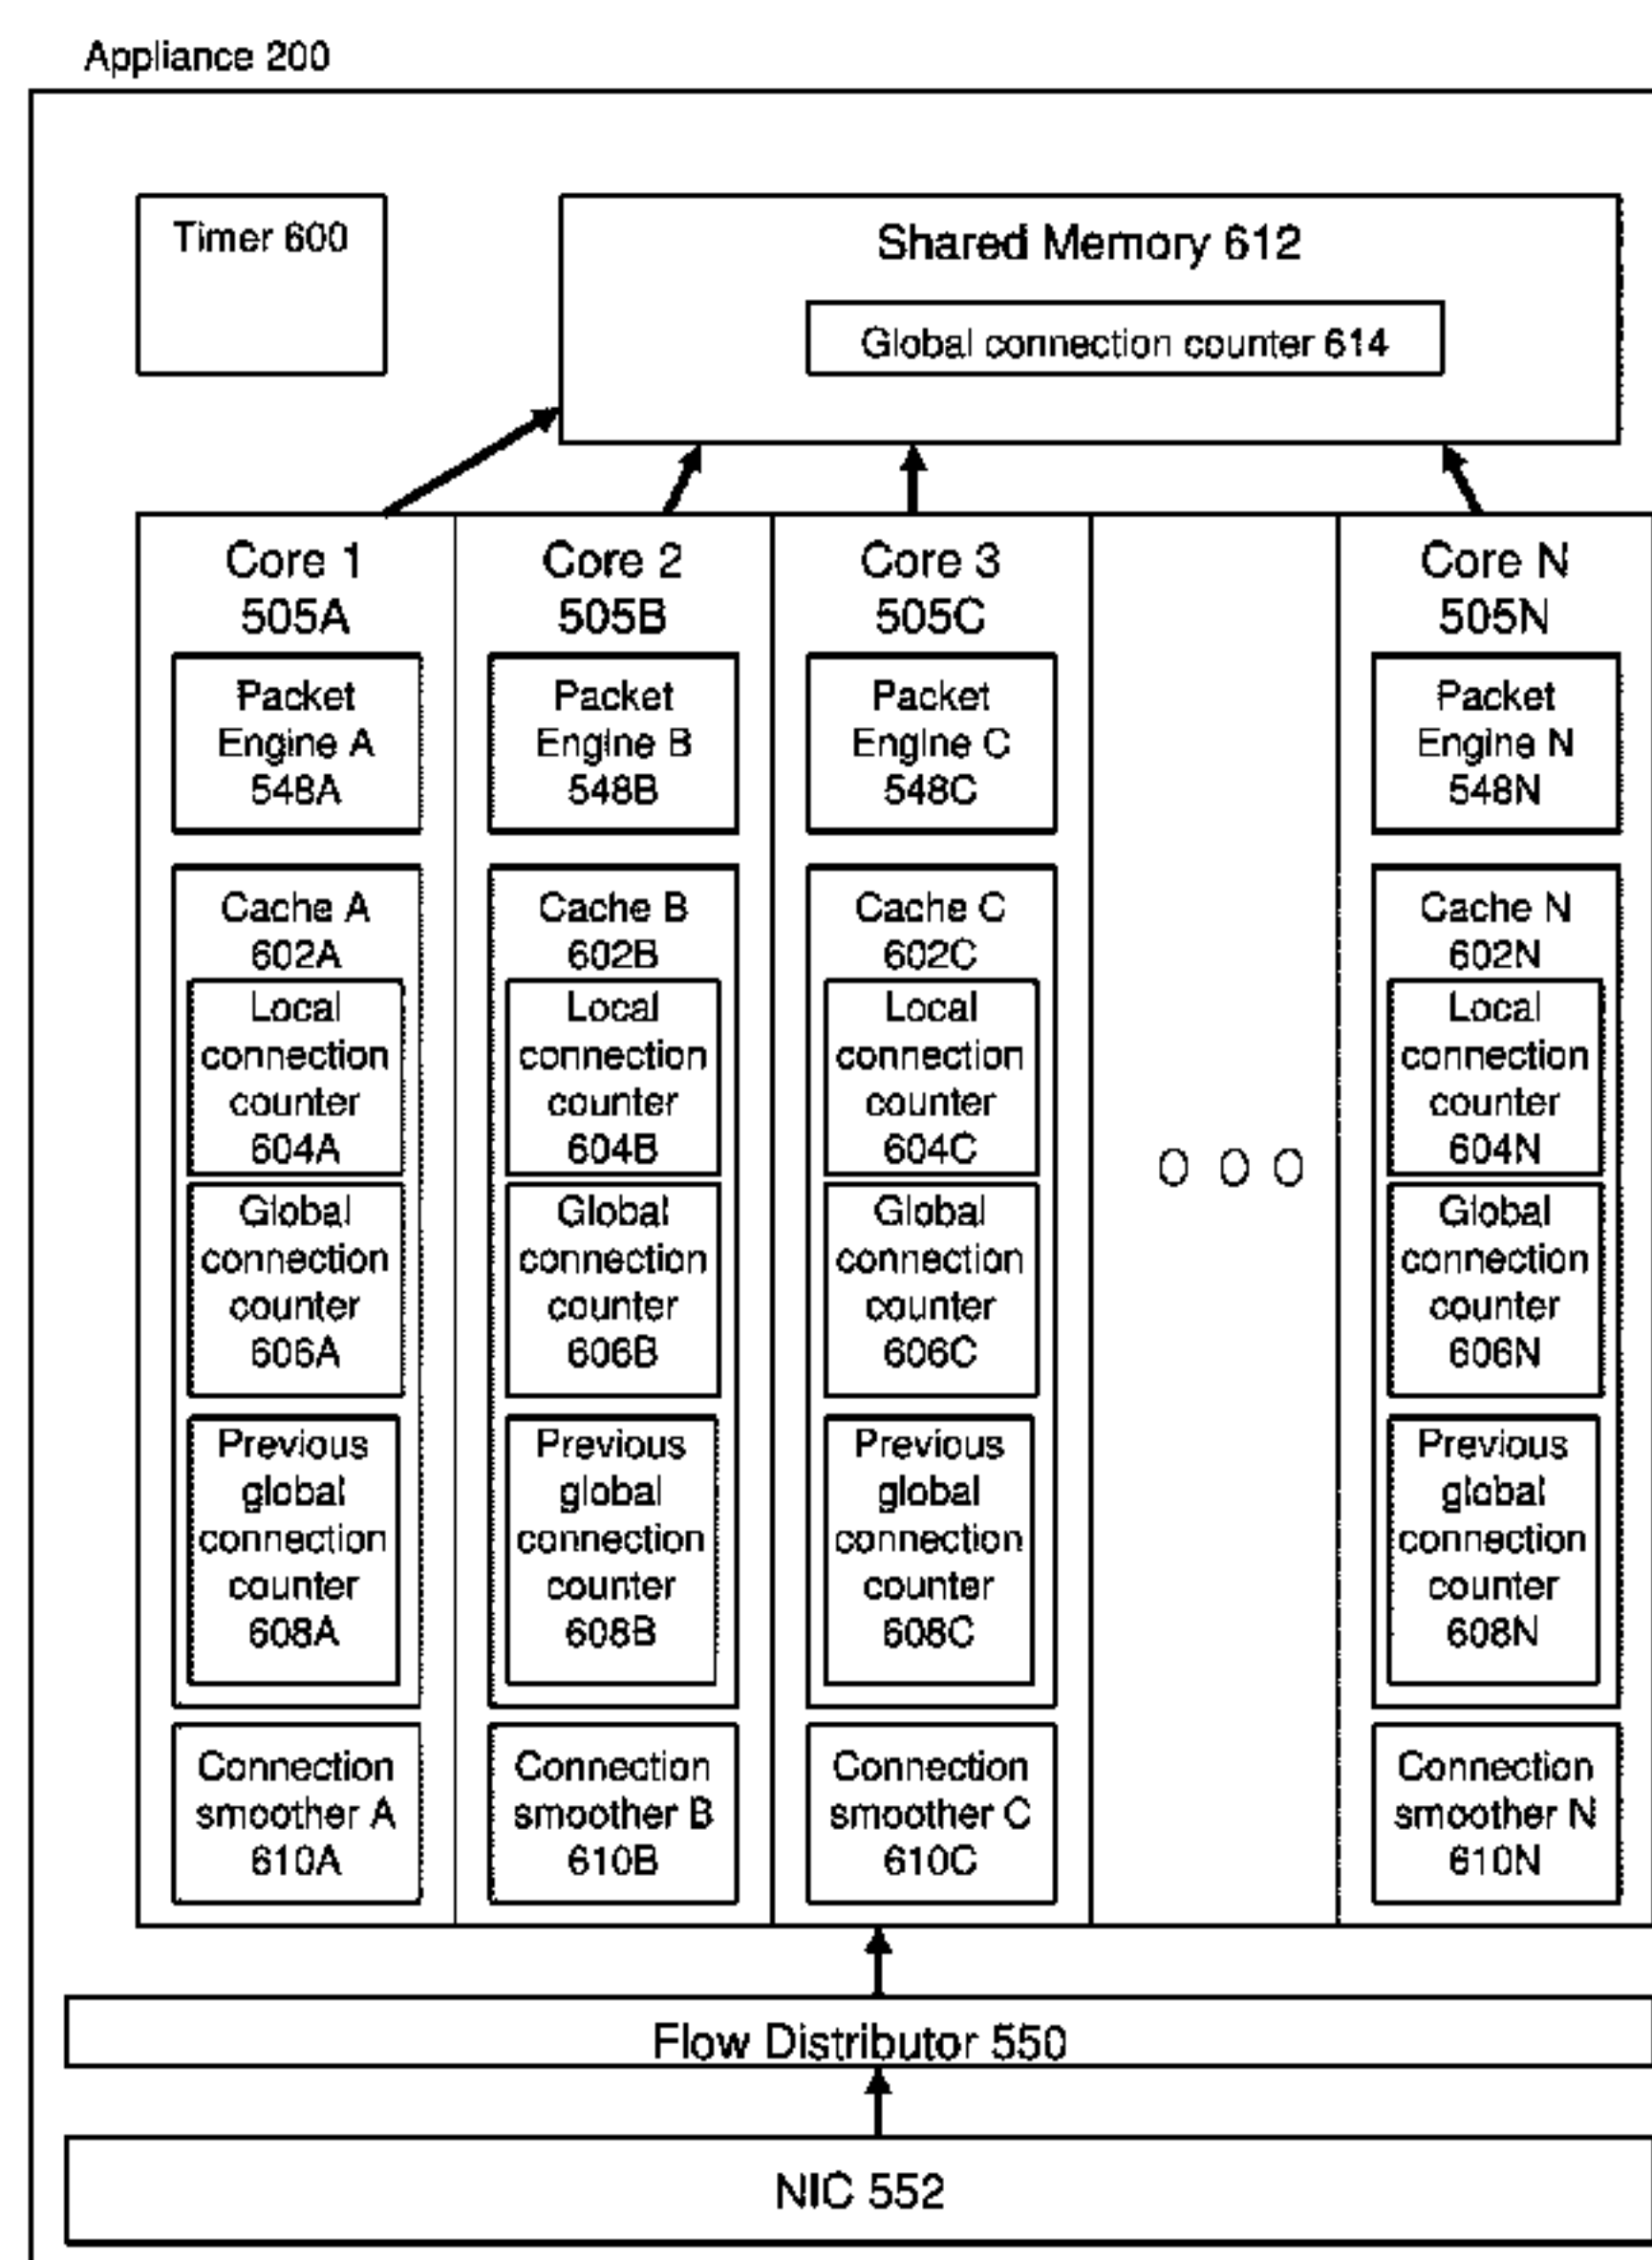 Appliance 200
Timer 600
Shared Memory 612
Global connection counter 614
Core 1
505A
Packet
Engine A
548A
Cache A
602A
Local
connection
counter
604A
Global
connection
counter
606A
Previous
global
connection
counter
608A
Connection
smoother A
610A
Core 2
505B
Packet
Engine B
548B
Cache B
602B
Local
connection
counter
604B
Global
connection
counter
606B
Previous
global
connection
counter
608B
Connection
smoother B
610B
Core 3
505C
Packet
Engine C
548C
Cache C
602C
Local
connection
counter
604C
Global
connection
counter
606C
Previous
global
connection
counter
608C
Connection
smoother C
610C
Core N
505N
Packet
Engine N
548N
Cache N
602N
Local
connection
counter
604N
Global
connection
counter
606N
Previous
global
connection
counter
608N
Connection
smoother N
610N
Flow Distributor 550
NIC 552